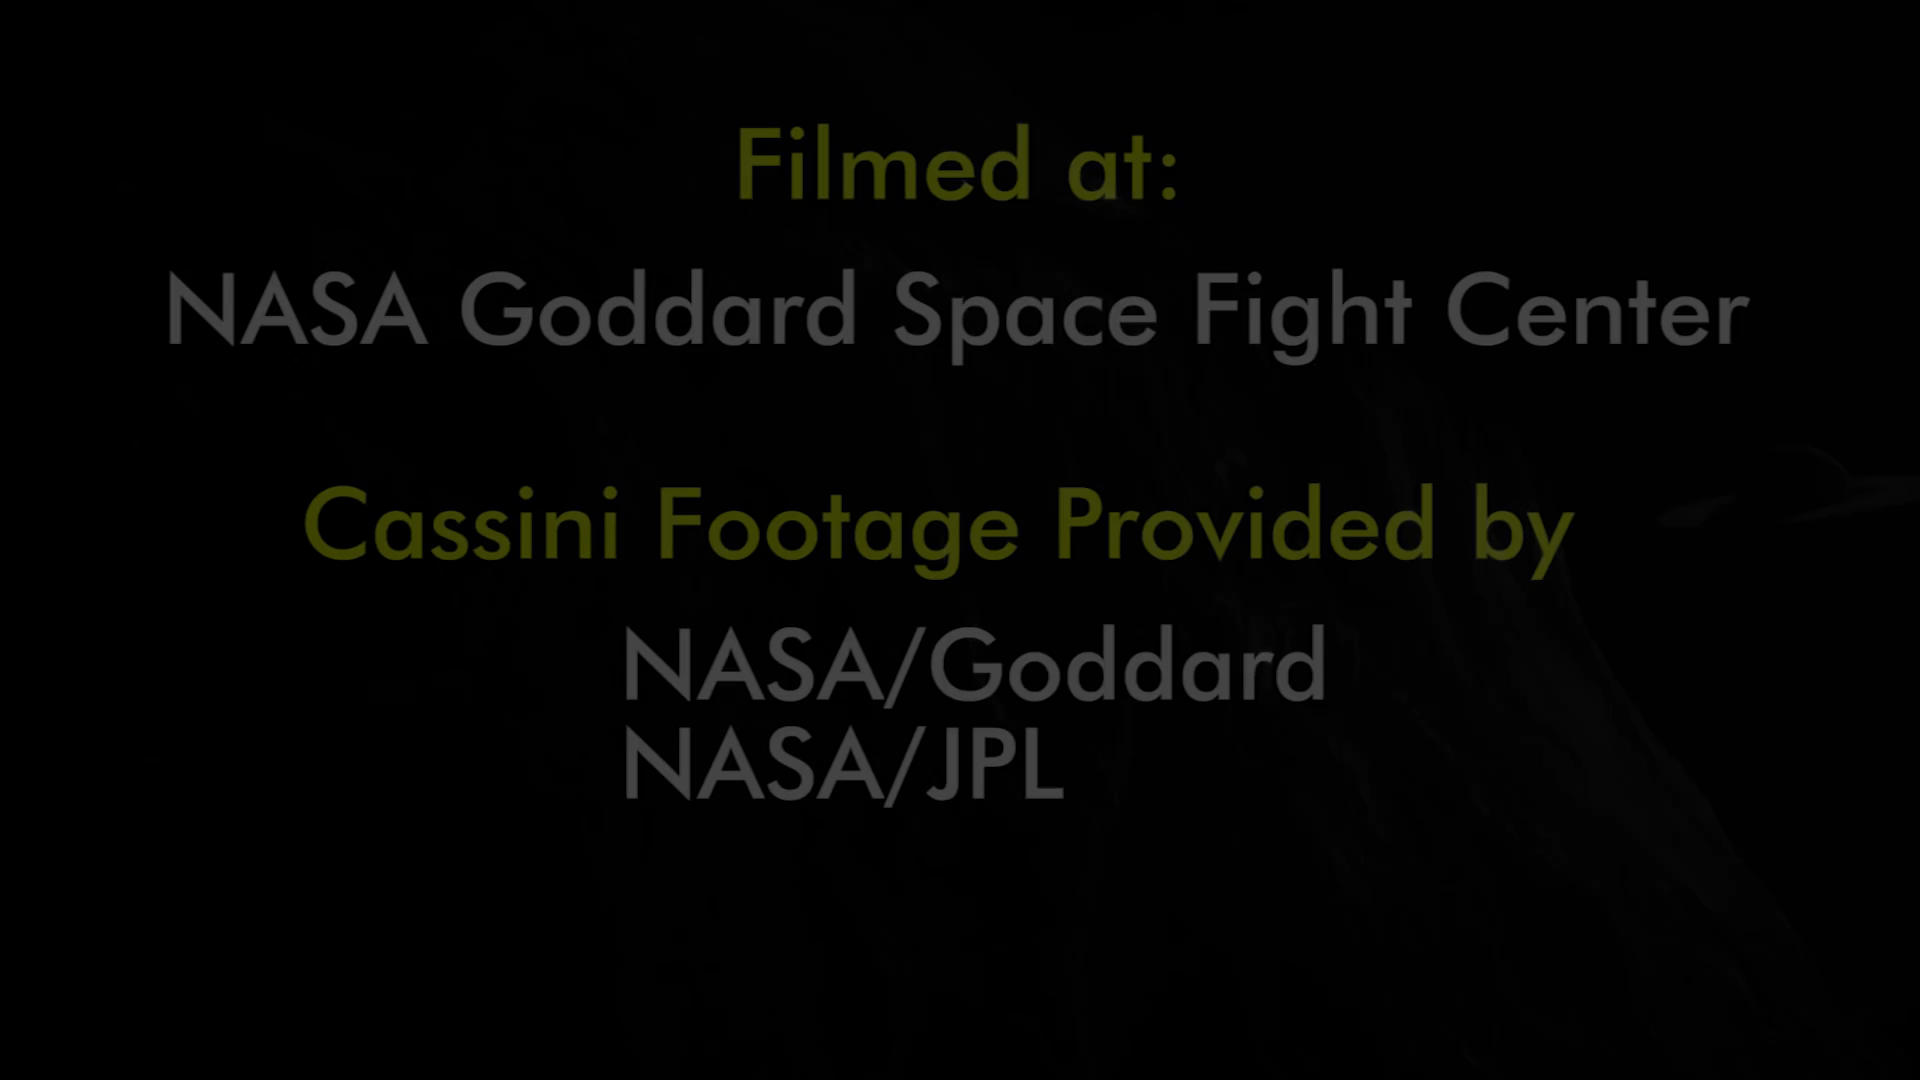 Filmed at:
NASA Goddard Space Fight Center
Cassini Footage Provided by
NASA/Goddard
NASA/JPL